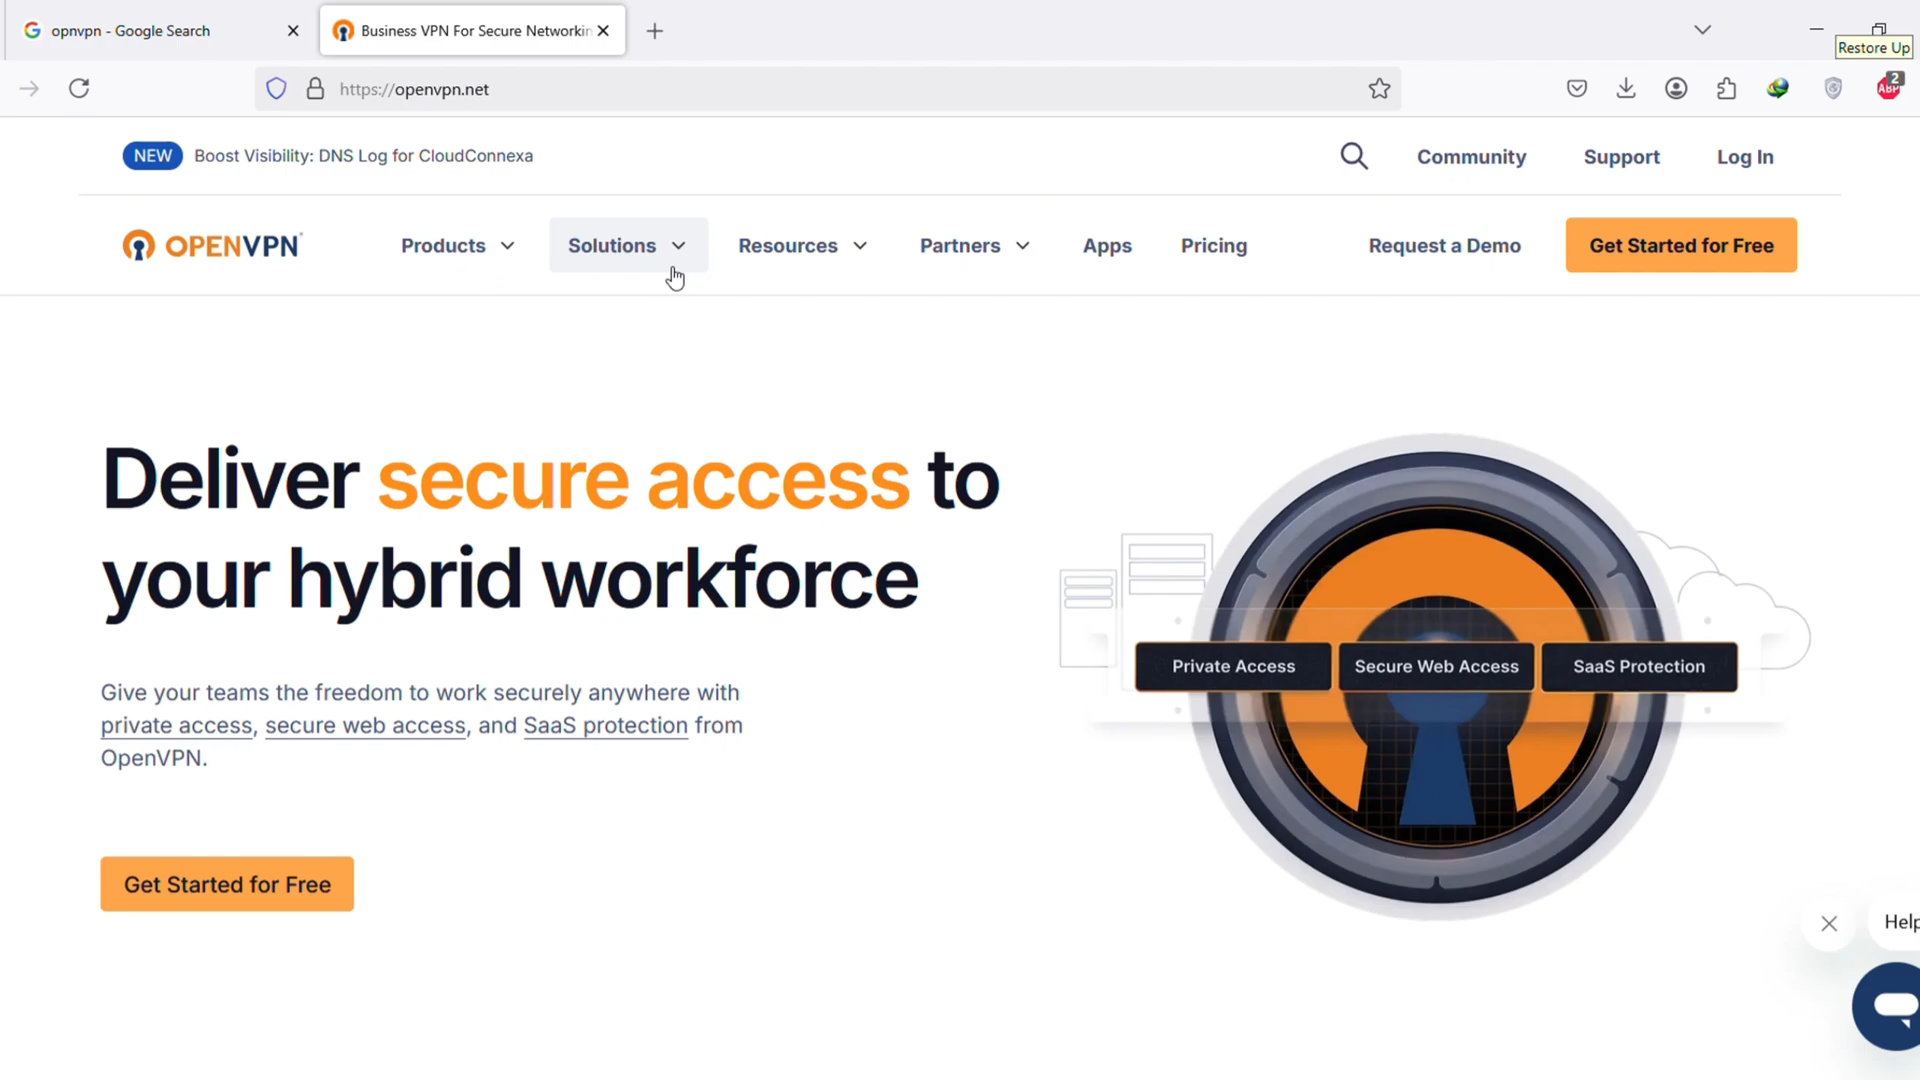 opnvpn - Google Search
Business VPN For Secure Networkin
Restore Up
https://openvpn.net
2
ABP
NEW Boost Visibility: DNS Log for CloudConnexa
Community Support Log In
OPENVPN Products Solutions Resources Partners Apps Pricing Request a Demo Get Started for Free
Deliver secure access to
your hybrid workforce
Give your teams the freedom to work securely anywhere with
private access, secure web access, and SaaS protection from
OpenVPN.
Get Started for Free
Private Access Secure Web Access SaaS Protection
Help